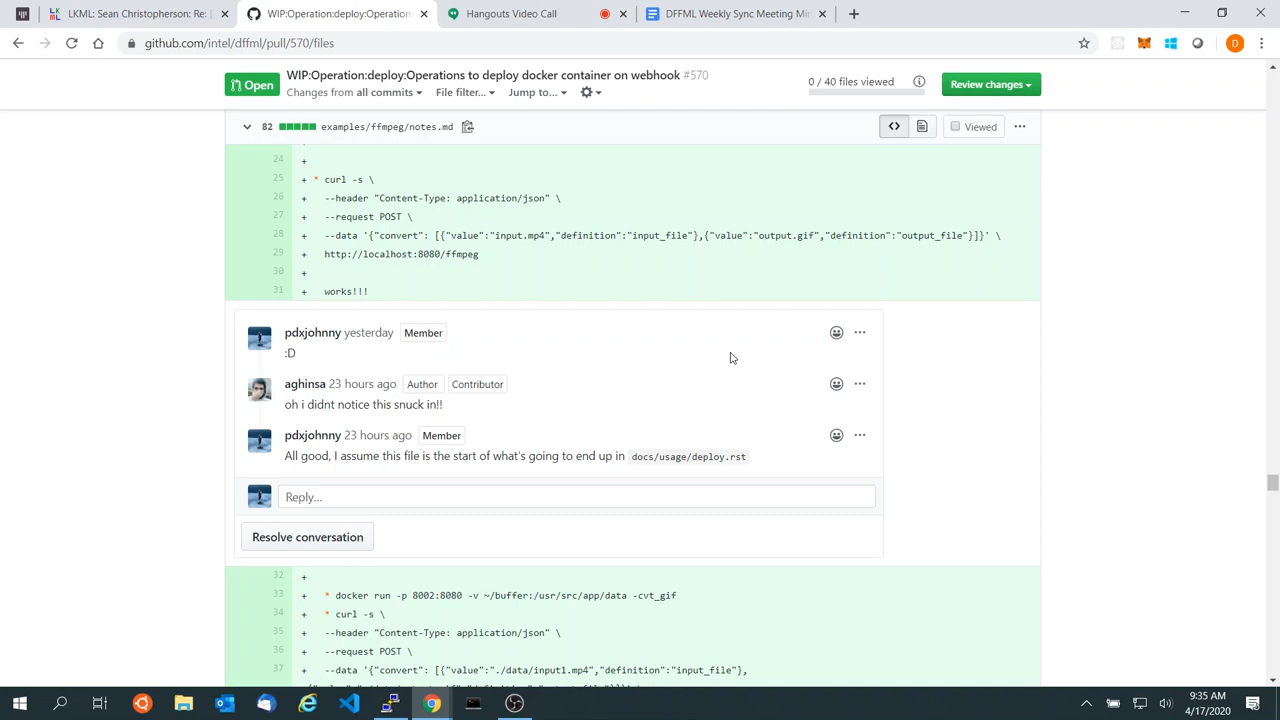 LKML: Sean Christopherson: Re:
WIP:Operation:deploy:Operation
Hangouts Video Call
DFFML Weekly Sync Meeting Min
github.com/intel/dffml/pull/570/files
Open
WIP:Operation:deploy:Operations to deploy docker container on webhook #570
Changes from all commits
File filter...
Jump to...
0 / 40 files viewed
Review changes
82 examples/ffmpeg/notes.md
Viewed
24 +
25 + * curl -s \
26 + --header "Content-Type: application/json" \
27 + --request POST \
28 + --data '{"convert": [{"value":"input.mp4","definition":"input_file"},{"value":"output.gif","definition":"output_file"}]}' \
29 + http://localhost:8080/ffmpeg
30 +
31 + works!!!
pdxjohnny yesterday Member
:D
aghinsa 23 hours ago Author Contributor
oh i didnt notice this snuck in!!
pdxjohnny 23 hours ago Member
All good, I assume this file is the start of what's going to end up in docs/usage/deploy.rst
Reply...
Resolve conversation
32 +
33 + * docker run -p 8002:8080 -v ~/buffer:/usr/src/app/data -cvt_gif
34 + * curl -s \
35 + --header "Content-Type: application/json" \
36 + --request POST \
37 + --data '{"convert": [{"value":"./data/input1.mp4","definition":"input_file"},
9:35 AM
4/17/2020